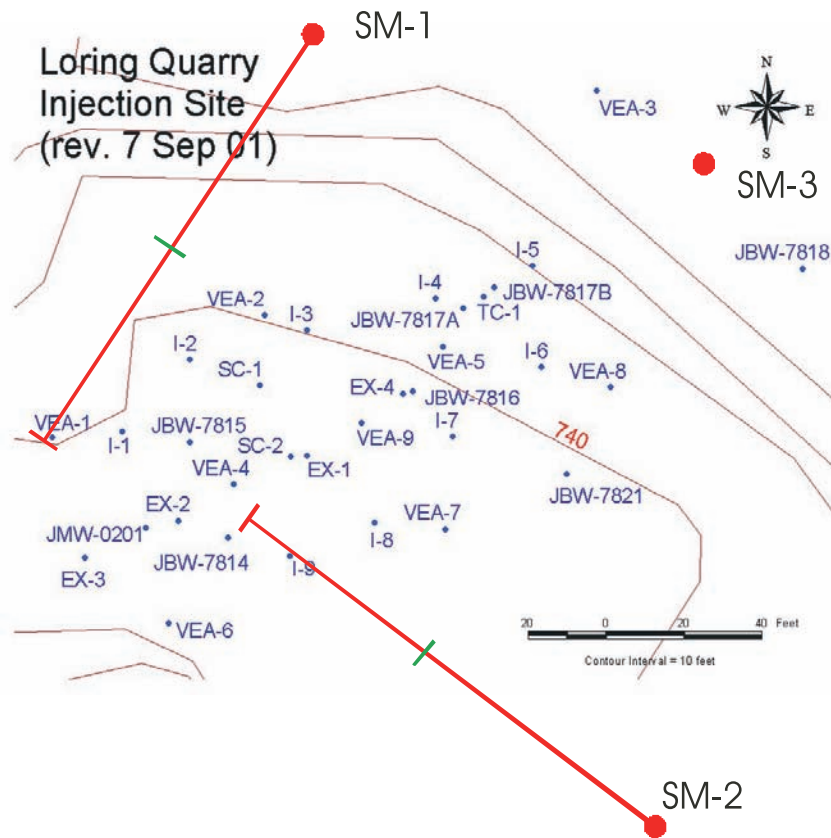 SM-1
Loring Quarry
Injection Site
(rev. 7 Sep 01)
VEA-3
N
W E
S
SM-3
JBW-7818
I-5
I-4
JBW-7817B
VEA-2
I-3
JBW-7817A
TC-1
I-2
VEA-5
I-6
SC-1
VEA-8
EX-4
JBW-7816
VEA-1
I-1
JBW-7815
VEA-9
I-7
740
SC-2
EX-1
VEA-4
JBW-7821
EX-2
JMW-0201
VEA-7
I-8
JBW-7814
I-9
EX-3
VEA-6
20 0 20 40 Feet
Contour Interval = 10 feet
SM-2